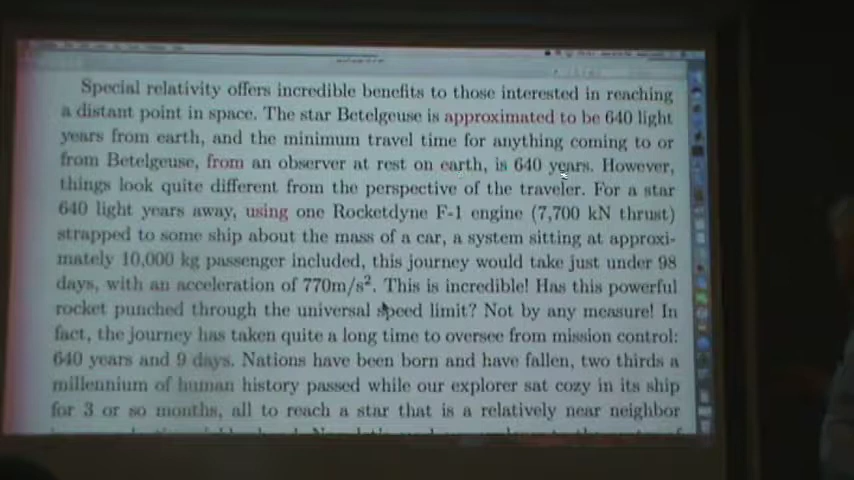 Special relativity offers incredible benefits to those interested in reaching
a distant point in space. The star Betelgeuse is approximated to be 640 light
years from earth, and the minimum travel time for anything coming to or
from Betelgeuse, from an observer at rest on earth, is 640 years. However,
things look quite different from the perspective of the traveler. For a star
640 light years away, using one Rocketdyne F-1 engine (7,700 kN thrust)
strapped to some ship about the mass of a car, a system sitting at approxi-
mately 10,000 kg passenger included, this journey would take just under 98
days, with an acceleration of 770m/s². This is incredible! Has this powerful
rocket punched through the universal speed limit? Not by any measure! In
fact, the journey has taken quite a long time to oversee from mission control:
640 years and 9 days. Nations have been born and have fallen, two thirds a
millennium of human history passed while our explorer sat cozy in its ship
for 3 or so months, all to reach a star that is a relatively near neighbor